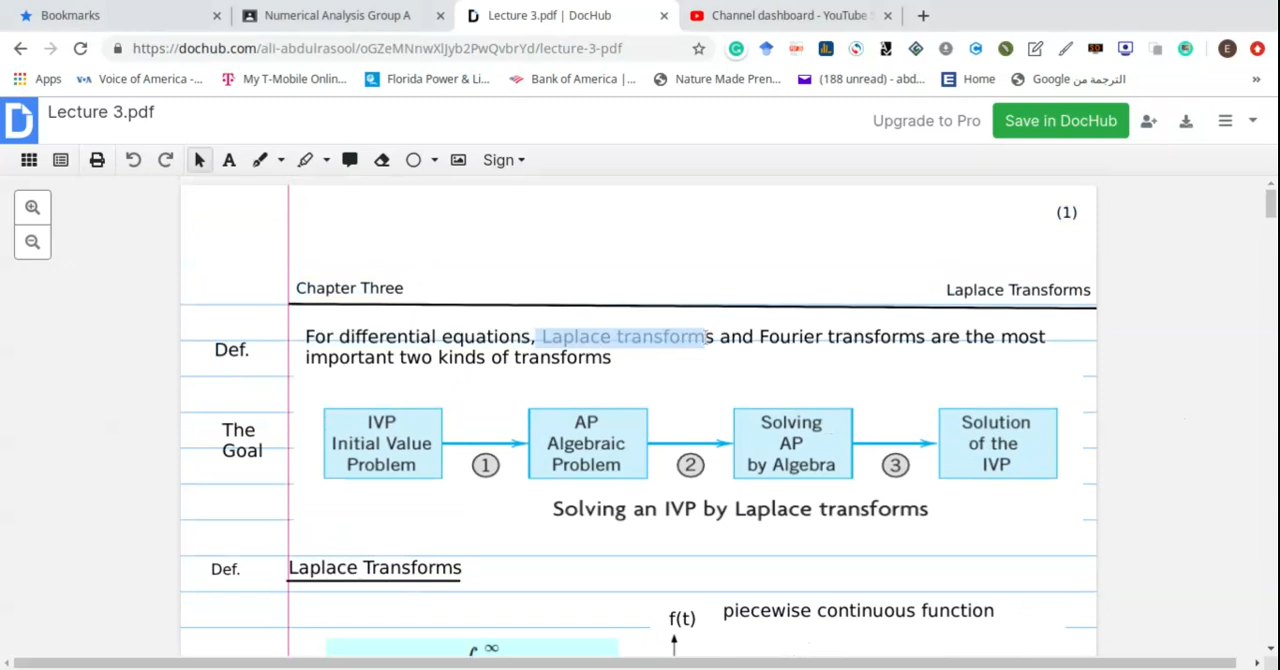 Bookmarks
Numerical Analysis Group A
Lecture 3.pdf | DocHub
Channel dashboard - YouTube S
https://dochub.com/ali-abdulrasool/oGZeMNnwXlJyb2PwQvbrYd/lecture-3-pdf
E
Apps
Voice of America -...
My T-Mobile Onlin...
Florida Power & Li...
Bank of America |...
Nature Made Pren...
(188 unread) - abd...
Home
الترجمة من Google
Lecture 3.pdf
Upgrade to Pro
Save in DocHub
A
Sign
(1)
Chapter Three
Laplace Transforms
Def.
For differential equations, Laplace transforms and Fourier transforms are the most
important two kinds of transforms
The
Goal
IVP
Initial Value
Problem
1
AP
Algebraic
Problem
2
Solving
AP
by Algebra
3
Solution
of the
IVP
Solving an IVP by Laplace transforms
Def.
Laplace Transforms
f(t)
piecewise continuous function
∞